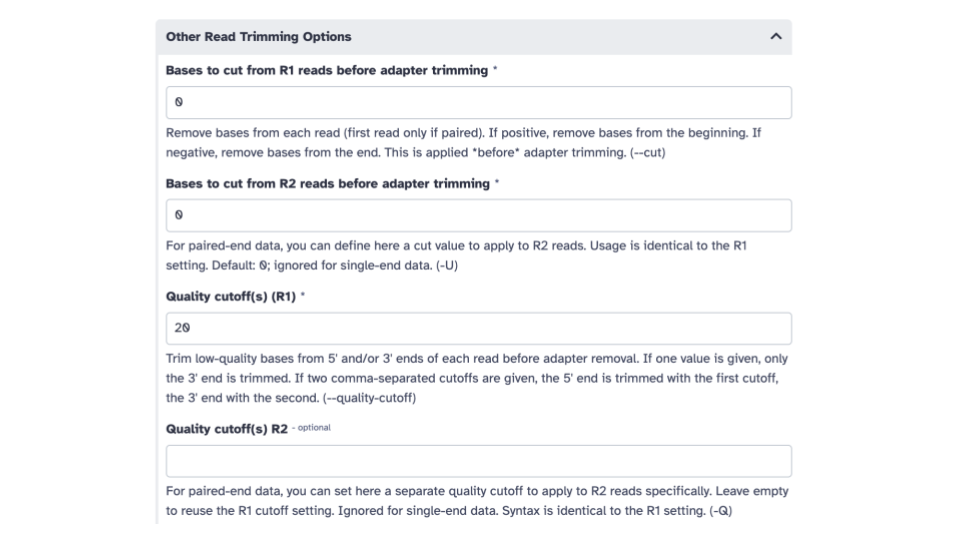 Other Read Trimming Options
Bases to cut from R1 reads before adapter trimming *
0
Remove bases from each read (first read only if paired). If positive, remove bases from the beginning. If
negative, remove bases from the end. This is applied *before* adapter trimming. (--cut)
Bases to cut from R2 reads before adapter trimming *
0
For paired-end data, you can define here a cut value to apply to R2 reads. Usage is identical to the R1
setting. Default: 0; ignored for single-end data. (-U)
Quality cutoff(s) (R1) *
20
Trim low-quality bases from 5' and/or 3' ends of each read before adapter removal. If one value is given, only
the 3' end is trimmed. If two comma-separated cutoffs are given, the 5' end is trimmed with the first cutoff,
the 3' end with the second. (--quality-cutoff)
Quality cutoff(s) R2 - optional
For paired-end data, you can set here a separate quality cutoff to apply to R2 reads specifically. Leave empty
to reuse the R1 cutoff setting. Ignored for single-end data. Syntax is identical to the R1 setting. (-Q)